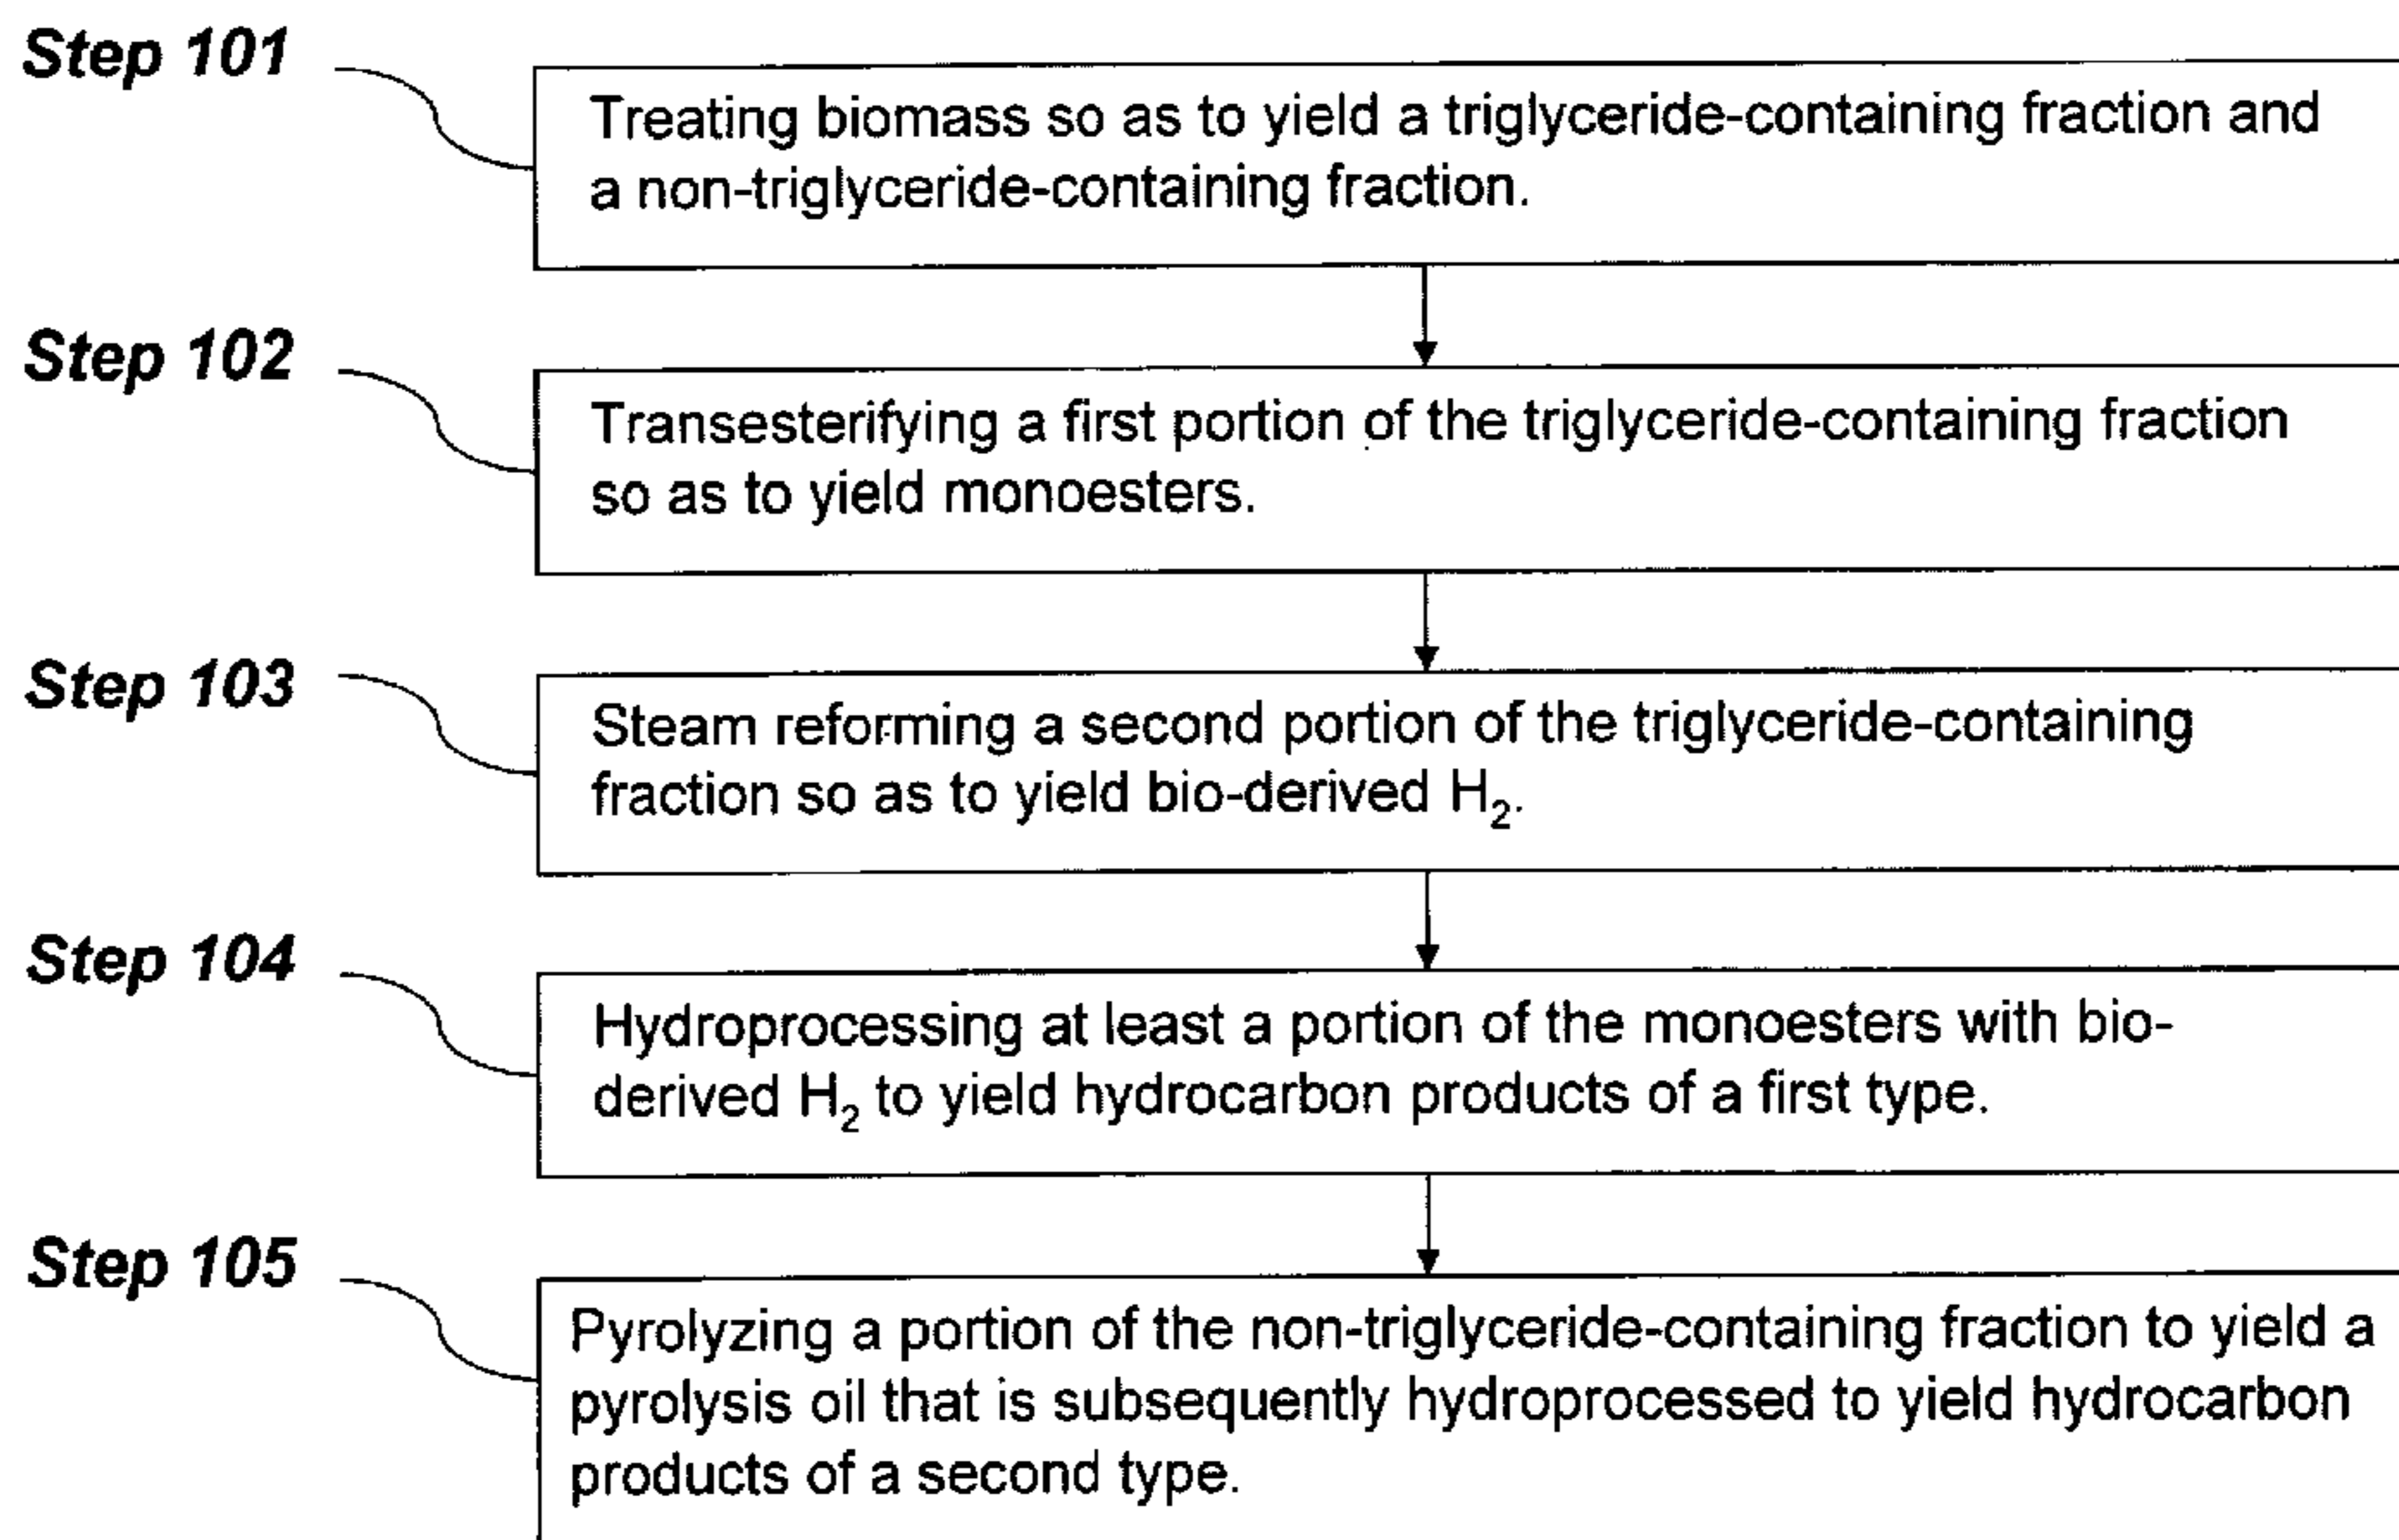 Step 101
Treating biomass so as to yield a triglyceride-containing fraction and
a non-triglyceride-containing fraction.
Step 102
Transesterifying a first portion of the triglyceride-containing fraction
so as to yield monoesters.
Step 103
Steam reforming a second portion of the triglyceride-containing
fraction so as to yield bio-derived H₂.
Step 104
Hydroprocessing at least a portion of the monoesters with bio-
derived H₂ to yield hydrocarbon products of a first type.
Step 105
Pyrolyzing a portion of the non-triglyceride-containing fraction to yield a
pyrolysis oil that is subsequently hydroprocessed to yield hydrocarbon
products of a second type.